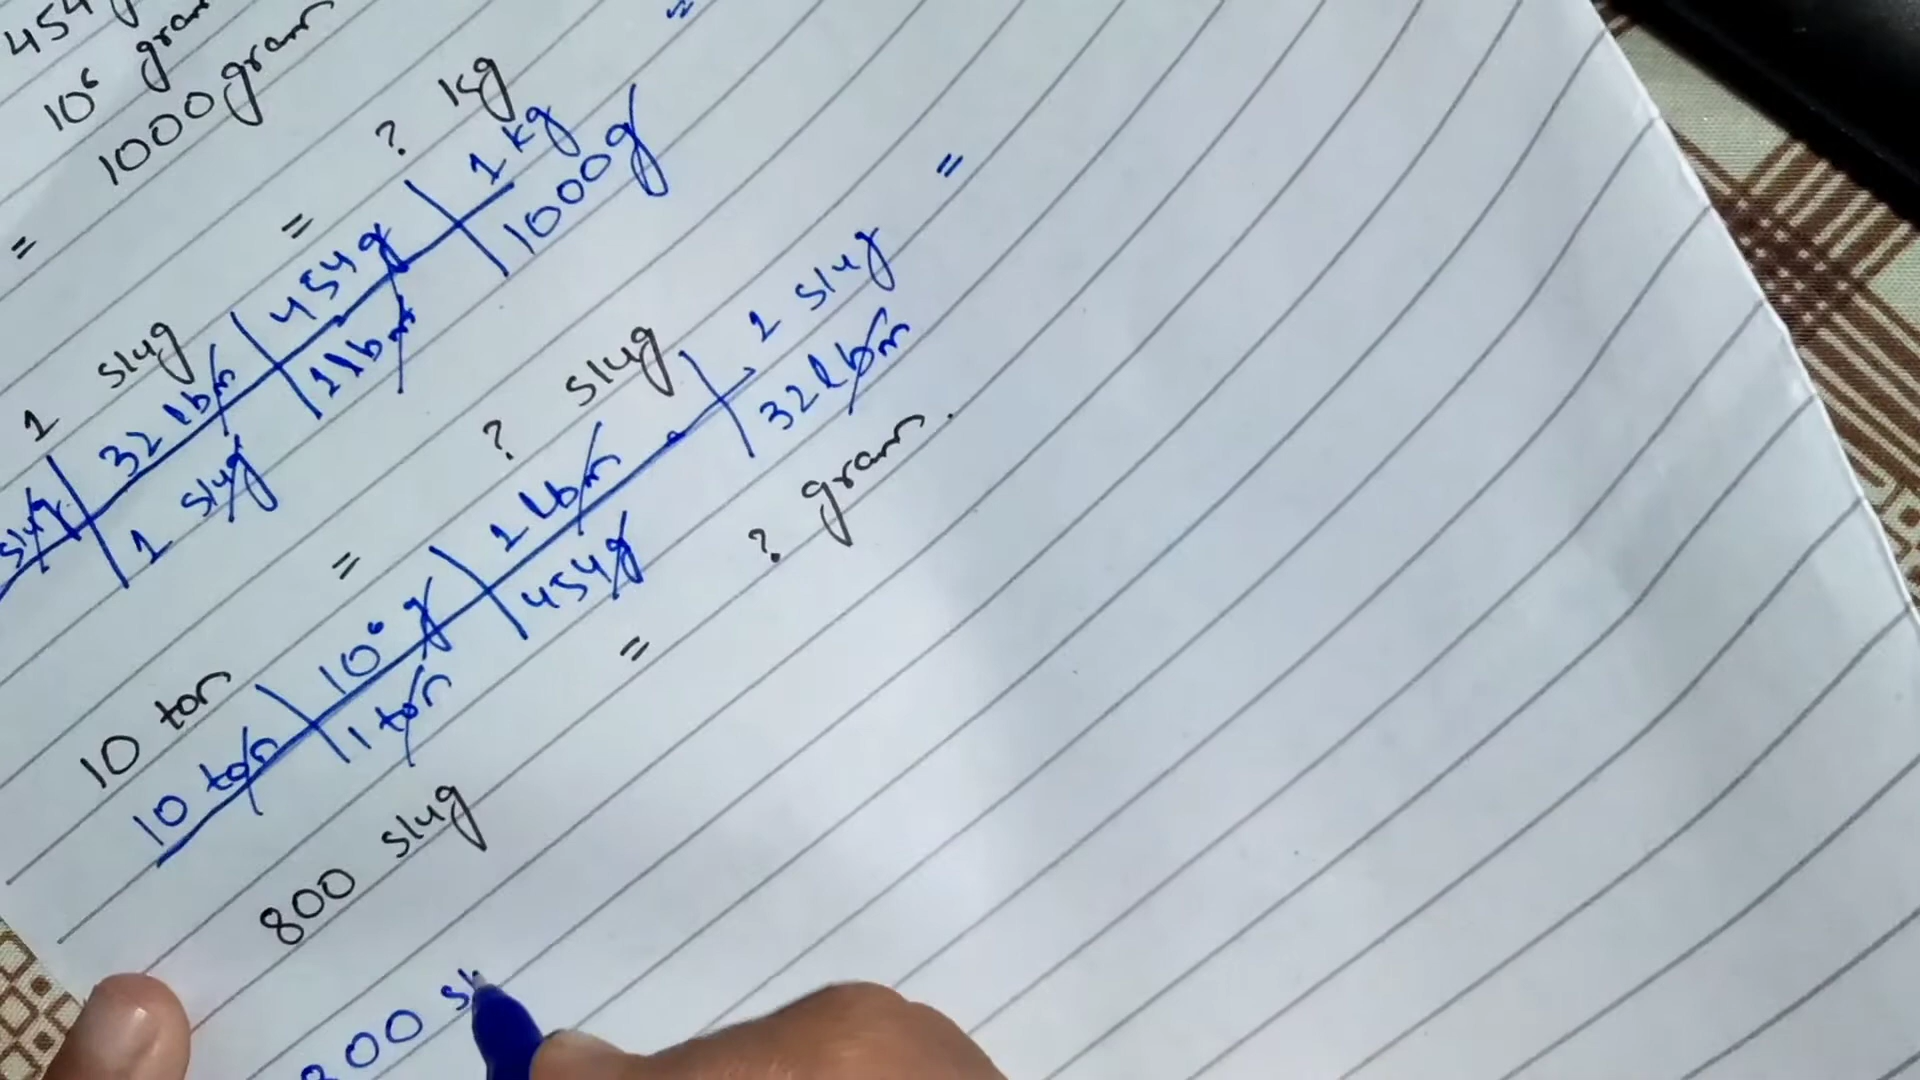 454
10⁶ gram
= 1000 gram
1 slug = ? kg
slug | 32 lbm | 454 g | 1 kg
1 slug | 1 lbm | 1000 g
10 ton = ? slug
10 ton | 10⁶ g | 1 lbm | 1 slug =
1 ton | 454 g | 32 lbm
800 slug = ? gram.
800 sl